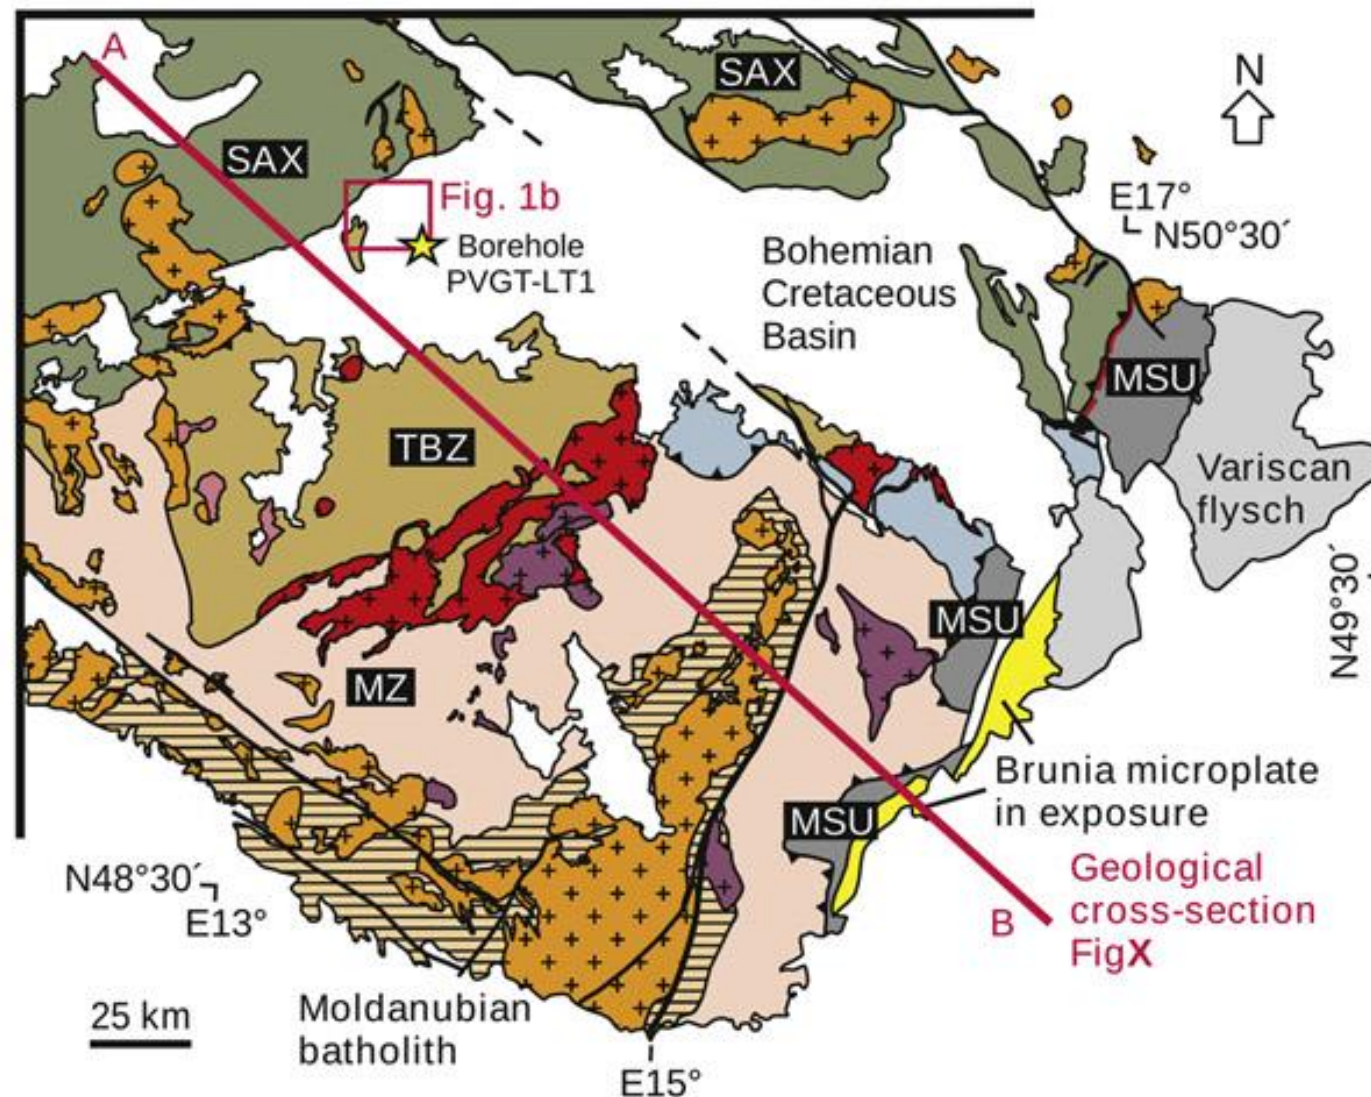 A
SAX
SAX
N
Fig. 1b
Borehole
PVGT-LT1
E17°
N50°30´
Bohemian
Cretaceous
Basin
MSU
TBZ
Variscan
flysch
MSU
N49°30´
MZ
Brunia microplate
in exposure
MSU
N48°30´
E13°
B
Geological
cross-section
FigX
25 km
Moldanubian
batholith
E15°